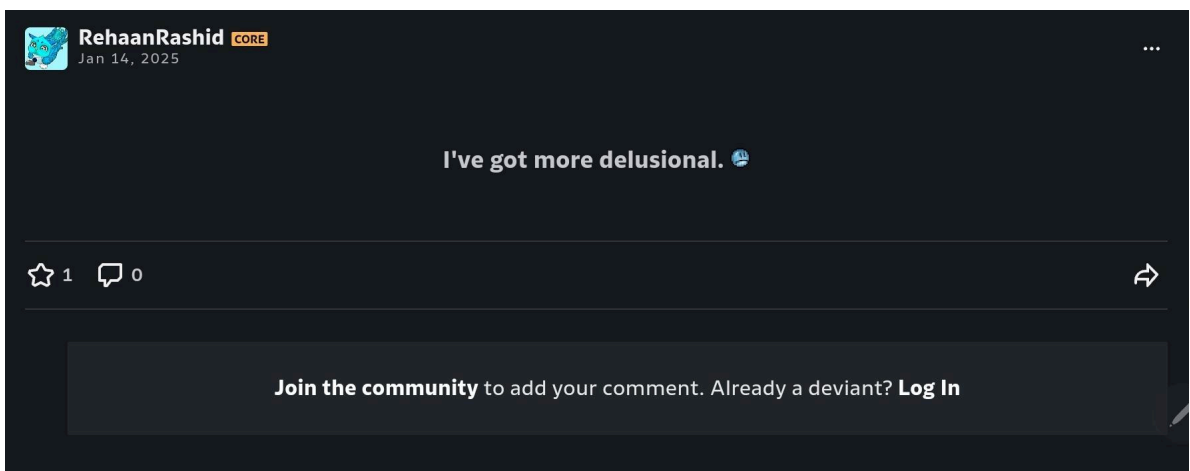 RehaanRashid CORE
Jan 14, 2025
I've got more delusional.
1 0
Join the community to add your comment. Already a deviant? Log In